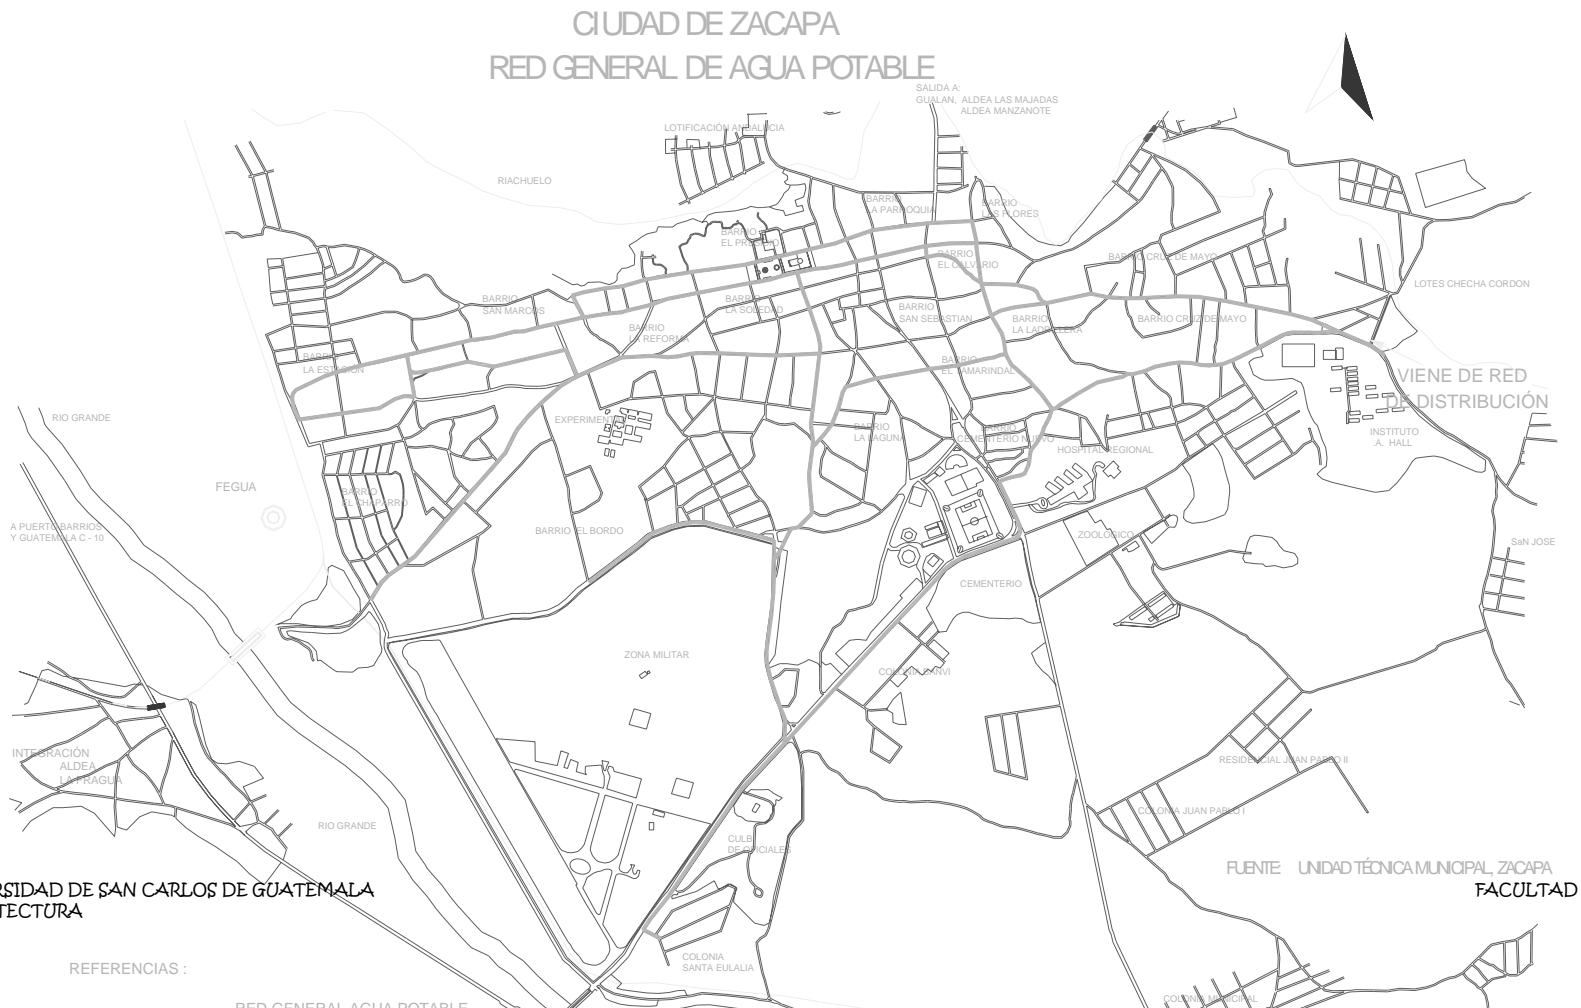 CIUDAD DE ZACAPA
RED GENERAL DE AGUA POTABLE
SALIDA A:
GUALAN, ALDEA LAS MAJADAS
ALDEA MANZANOTE
LOTIFICACIÓN ANDALUCIA
RIACHUELO
BARRIO
LA PARROQUIA
BARRIO
LAS FLORES
BARRIO
EL PRESIDIO
BARRIO
EL CALVARIO
BARRIO CRUZ DE MAYO
LOTES CHECHA CORDON
BARRIO
SAN MARCOS
BARRIO
LA SOLEDAD
BARRIO
SAN SEBASTIAN
BARRIO
LA LADRILLERA
BARRIO CRUZ DE MAYO
BARRIO
LA REFORMA
BARRIO
LA ESTACION
BARRIO
EL TAMARINDAL
VIENE DE RED
DE DISTRIBUCIÓN
RIO GRANDE
EXPERIMENTAL
BARRIO
LA LAGUNA
BARRIO
CEMENTERIO NUEVO
HOSPITAL REGIONAL
INSTITUTO
.A. HALL
FEGUA
BARRIO
EL CHAPARRO
A PUERTO BARRIOS
Y GUATEMALA C - 10
BARRIO EL BORDO
ZOOLOGICO
SaN JOSE
CEMENTERIO
ZONA MILITAR
COLONIA BANVI
INTEGRACIÓN
ALDEA
LA FRAGUA
RESIDENCIAL JUAN PABLO II
COLONIA JUAN PABLO I
RIO GRANDE
CULB
DE OFICIALES
FUENTE: UNIDAD TÉCNICA MUNICIPAL, ZACAPA
RSIDAD DE SAN CARLOS DE GUATEMALA
FACULTAD
TECTURA
COLONIA
SANTA EULALIA
REFERENCIAS :
COLONIA MUNICIPAL
RED GENERAL AGUA POTABLE